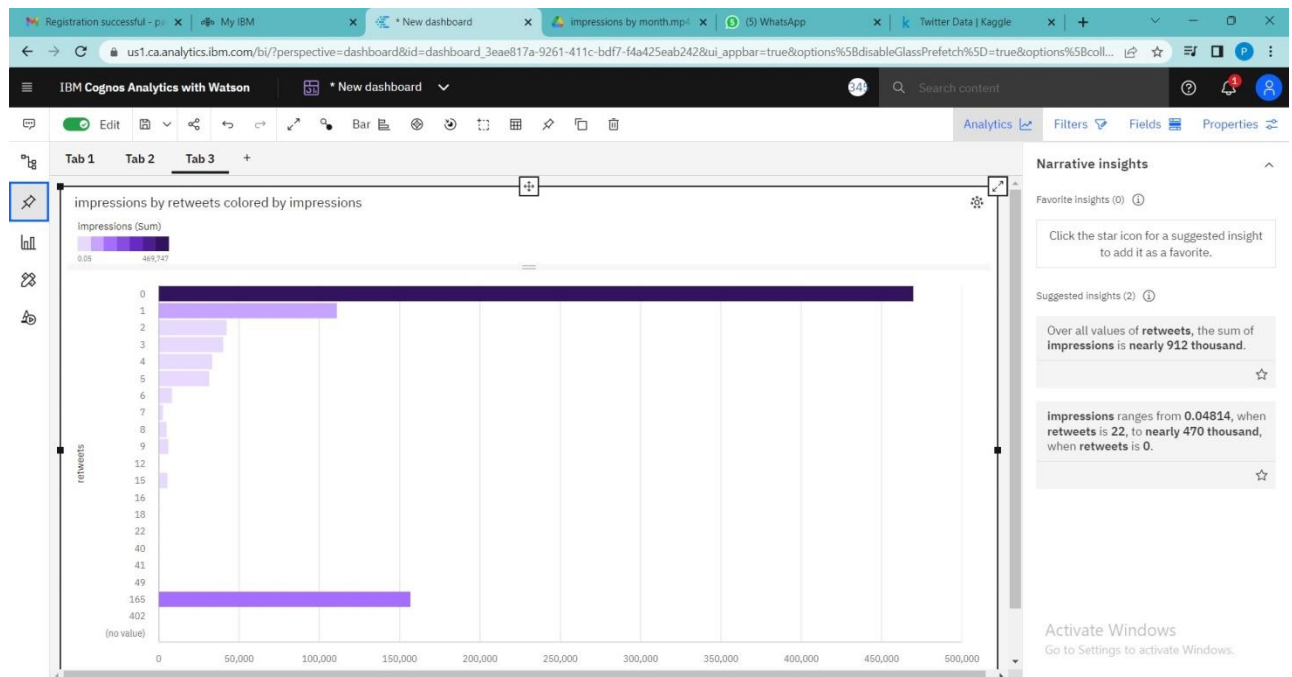 Registration successful - pa
My IBM
* New dashboard
impressions by month.mp4
(5) WhatsApp
Twitter Data | Kaggle
us1.ca.analytics.ibm.com/bi/?perspective=dashboard&id=dashboard_3eae817a-9261-411c-bdf7-f4a425eab242&ui_appbar=true&options%5BdisableGlassPrefetch%5D=true&options%5Bcoll...
IBM Cognos Analytics with Watson
* New dashboard
Search content
1
Edit
Bar
Analytics
Filters
Fields
Properties
Tab 1
Tab 2
Tab 3
+
impressions by retweets colored by impressions
Impressions (Sum)
0.05
469,747
retweets
0
1
2
3
4
5
6
7
8
9
12
15
16
18
22
40
41
49
165
402
(no value)
0 50,000 100,000 150,000 200,000 250,000 300,000 350,000 400,000 450,000 500,000
Narrative insights
Favorite insights (0)
Click the star icon for a suggested insight
to add it as a favorite.
Suggested insights (2)
Over all values of retweets, the sum of
impressions is nearly 912 thousand.
impressions ranges from 0.04814, when
retweets is 22, to nearly 470 thousand,
when retweets is 0.
Activate Windows
Go to Settings to activate Windows.